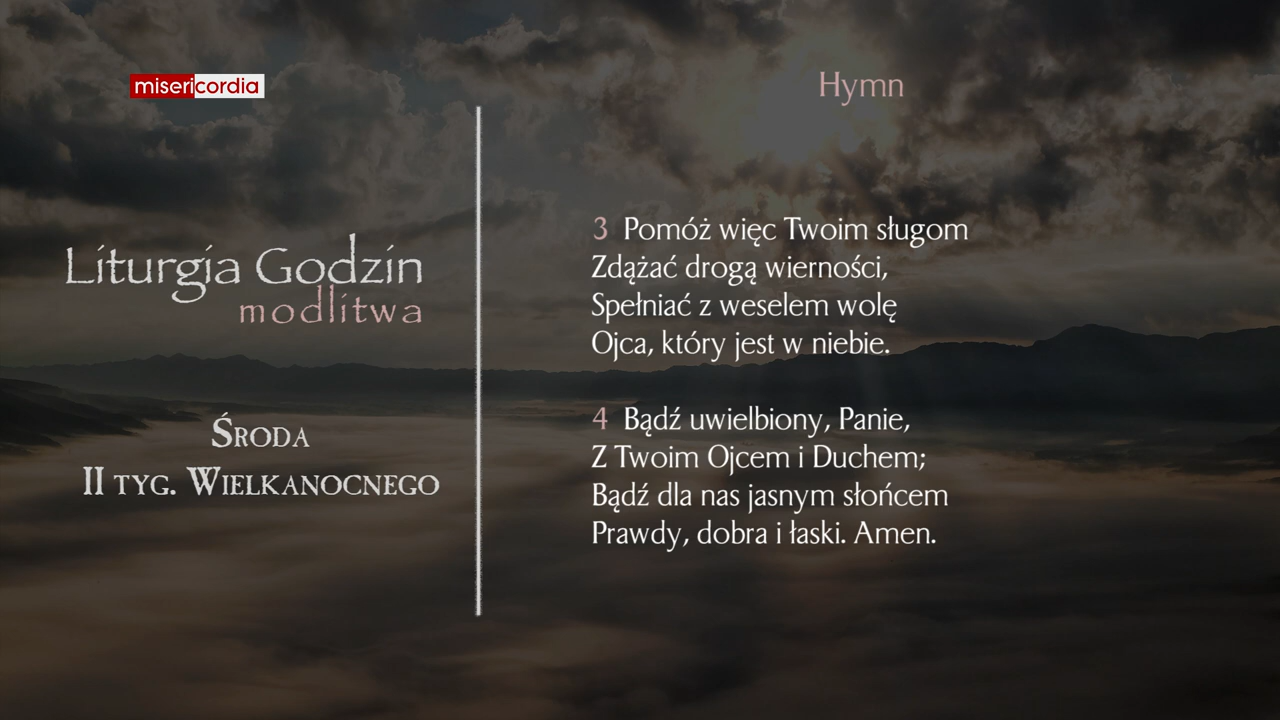 misericordia
Liturgia Godzin
modlitwa
Środa
II tyg. Wielkanocnego
Hymn
3 Pomóż więc Twoim sługom
Zdążać drogą wierności,
Spełniać z weselem wolę
Ojca, który jest w niebie.
4 Bądź uwielbiony, Panie,
Z Twoim Ojcem i Duchem;
Bądź dla nas jasnym słońcem
Prawdy, dobra i łaski. Amen.